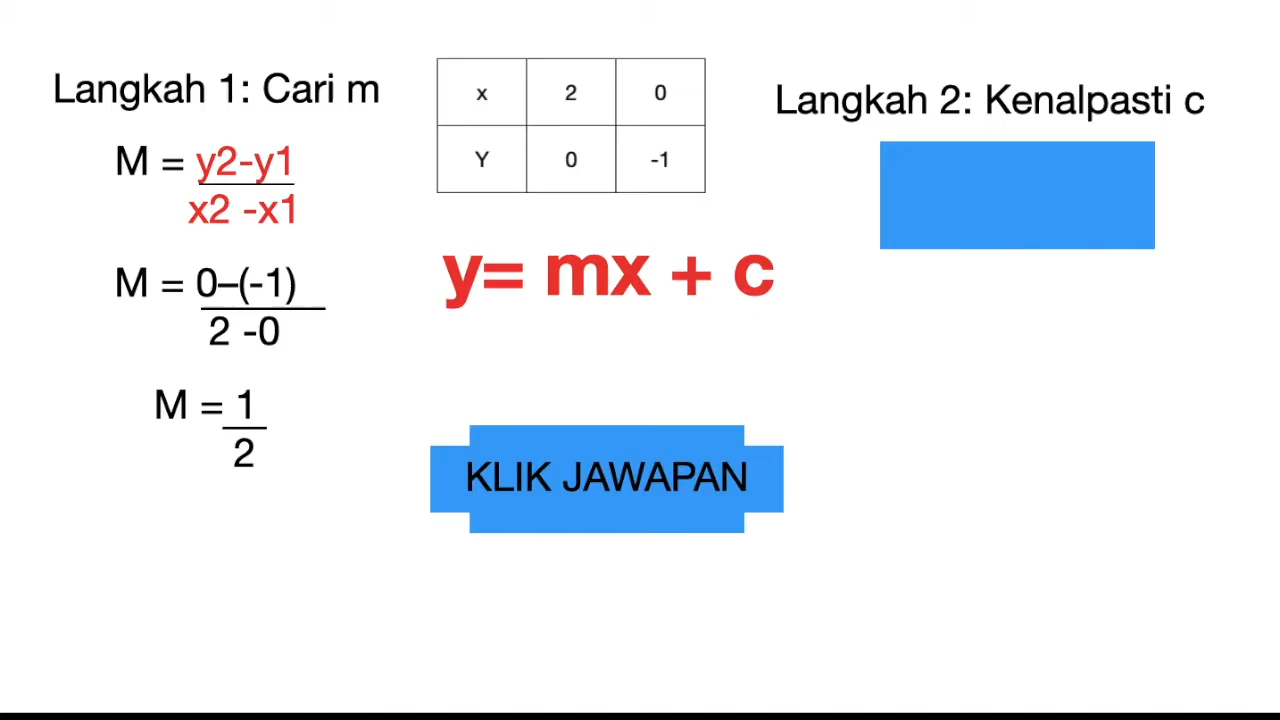 Langkah 1: Cari m
M = y2-y1
x2 -x1
M = 0–(-1)
2 -0
M = 1
2
x 2 0
Y 0 -1
y= mx + c
KLIK JAWAPAN
Langkah 2: Kenalpasti c